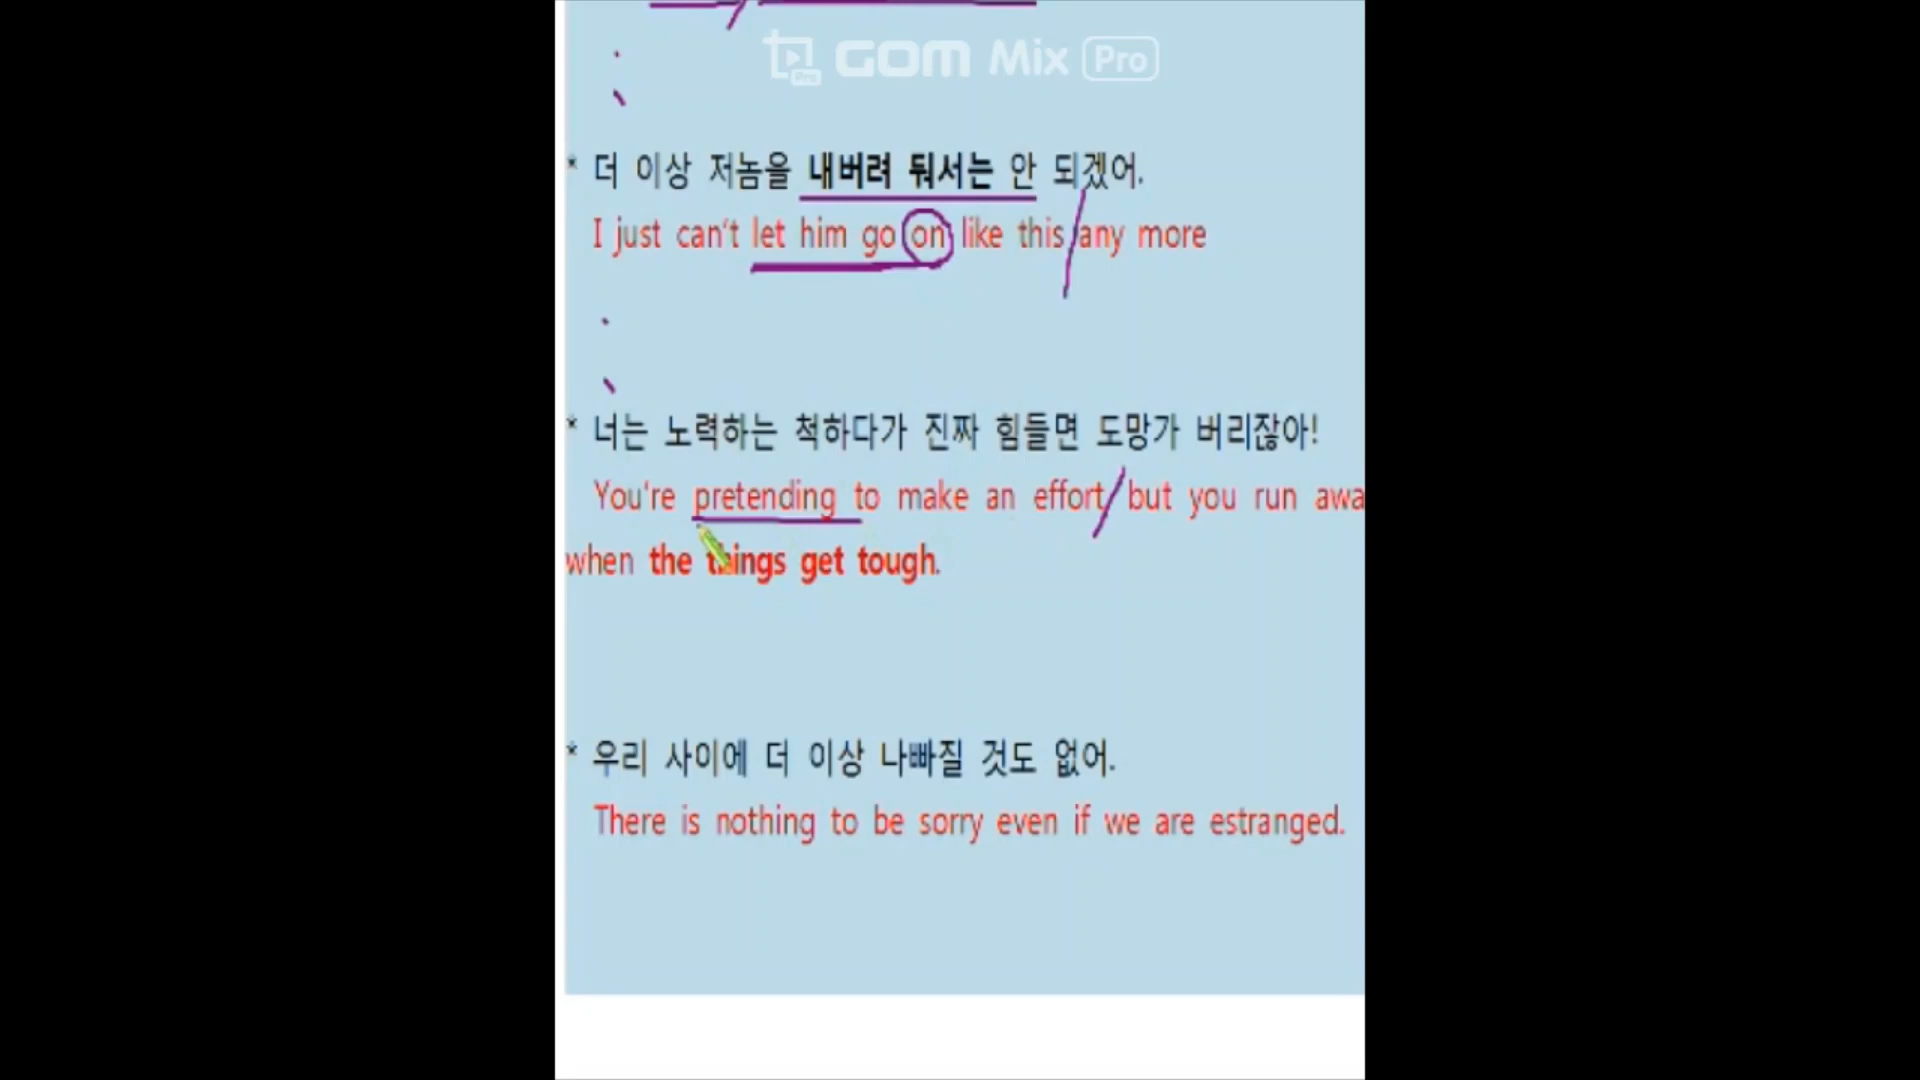 GOM Mix Pro
* 더 이상 저놈을 내버려 둬서는 안 되겠어.
I just can't let him go on like this any more
* 너는 노력하는 척하다가 진짜 힘들면 도망가 버리잖아!
You're pretending to make an effort, but you run awa
when the things get tough.
* 우리 사이에 더 이상 나빠질 것도 없어.
There is nothing to be sorry even if we are estranged.